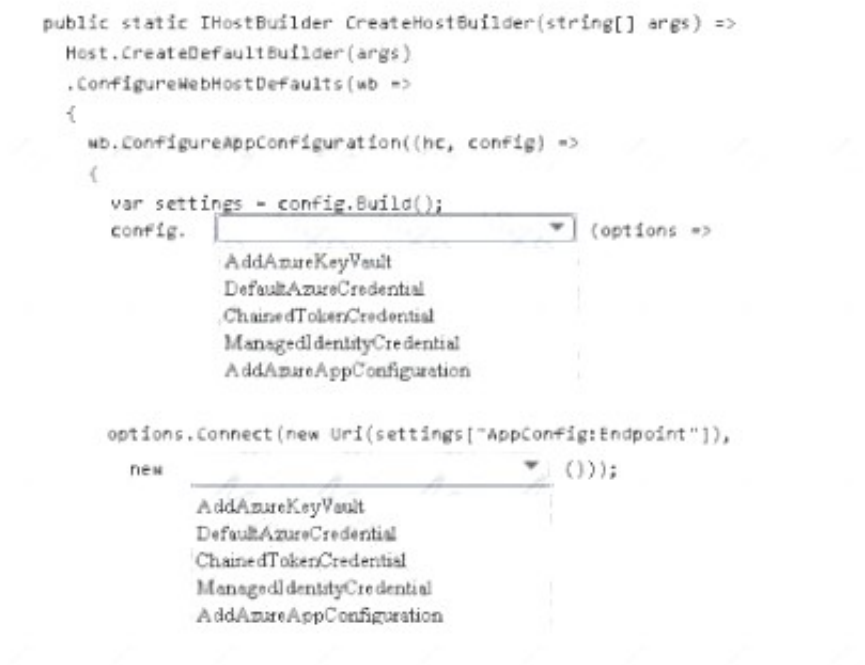 public static IHostBuilder CreateHostBuilder(string[] args) =>
Host.CreateDefaultBuilder(args)
.ConfigureWebHostDefaults(wb =>
{
wb.ConfigureAppConfiguration((hc, config) =>
{
var settings = config.Build();
config. (options =>
AddAzureKeyVault
DefaultAzureCredential
ChainedTokenCredential
ManagedIdentityCredential
AddAzureAppConfiguration
options.Connect(new Uri(settings["AppConfig:Endpoint"]),
new ()));
AddAzureKeyVault
DefaultAzureCredential
ChainedTokenCredential
ManagedIdentityCredential
AddAzureAppConfiguration